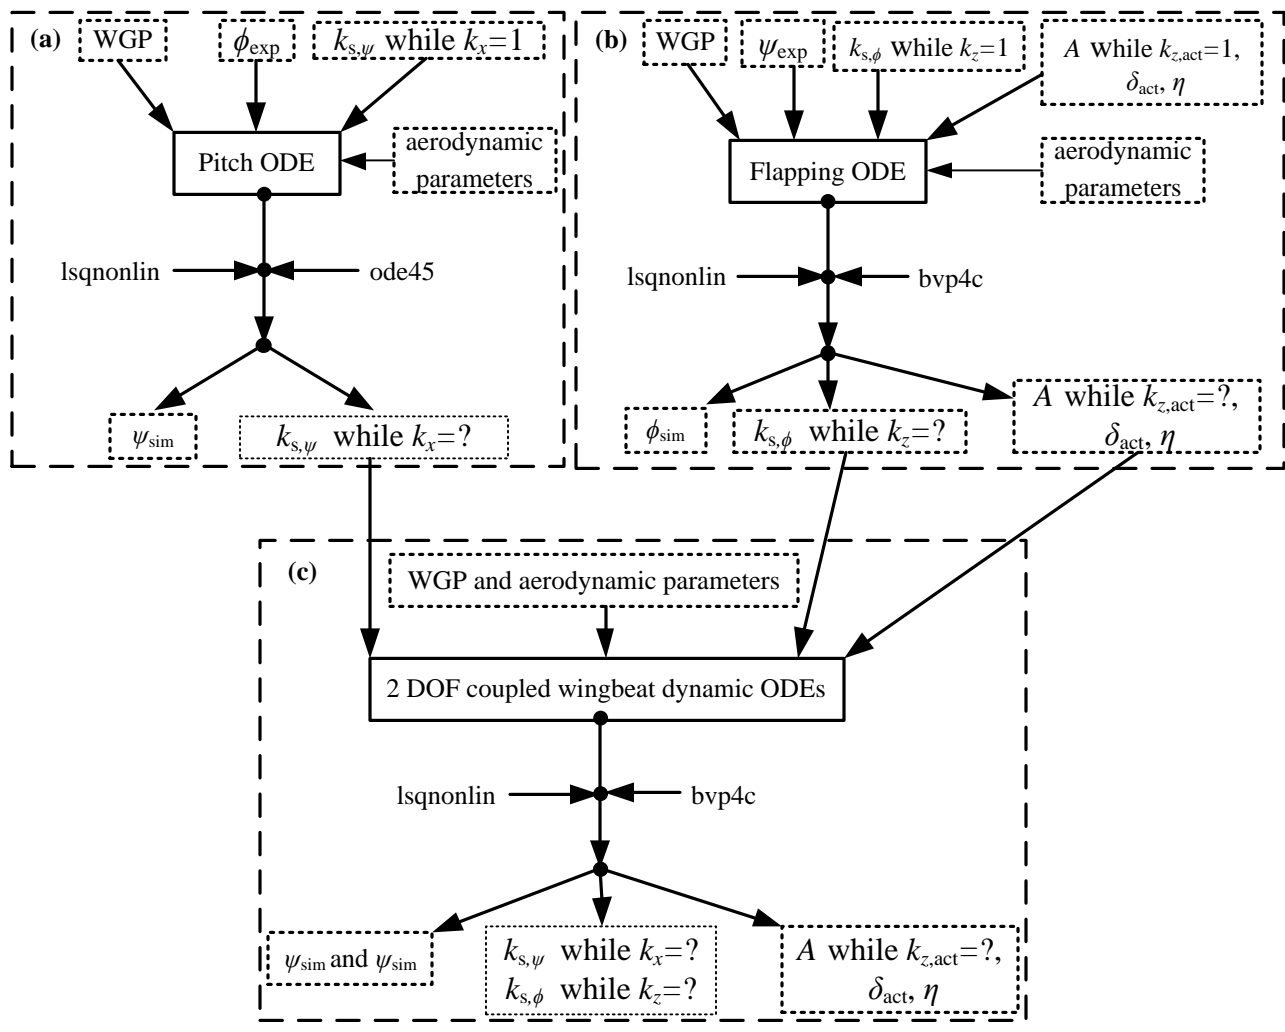 (a)
WGP
ϕexp
ks,ψ while kx=1
Pitch ODE
aerodynamic
parameters
lsqnonlin
ode45
ψsim
ks,ψ while kx=?
(b)
WGP
ψexp
ks,ϕ while kz=1
A while kz,act=1,
δact, η
Flapping ODE
aerodynamic
parameters
lsqnonlin
bvp4c
ϕsim
ks,ϕ while kz=?
A while kz,act=?,
δact, η
(c)
WGP and aerodynamic parameters
2 DOF coupled wingbeat dynamic ODEs
lsqnonlin
bvp4c
ψsim and ψsim
ks,ψ while kx=?
ks,ϕ while kz=?
A while kz,act=?,
δact, η